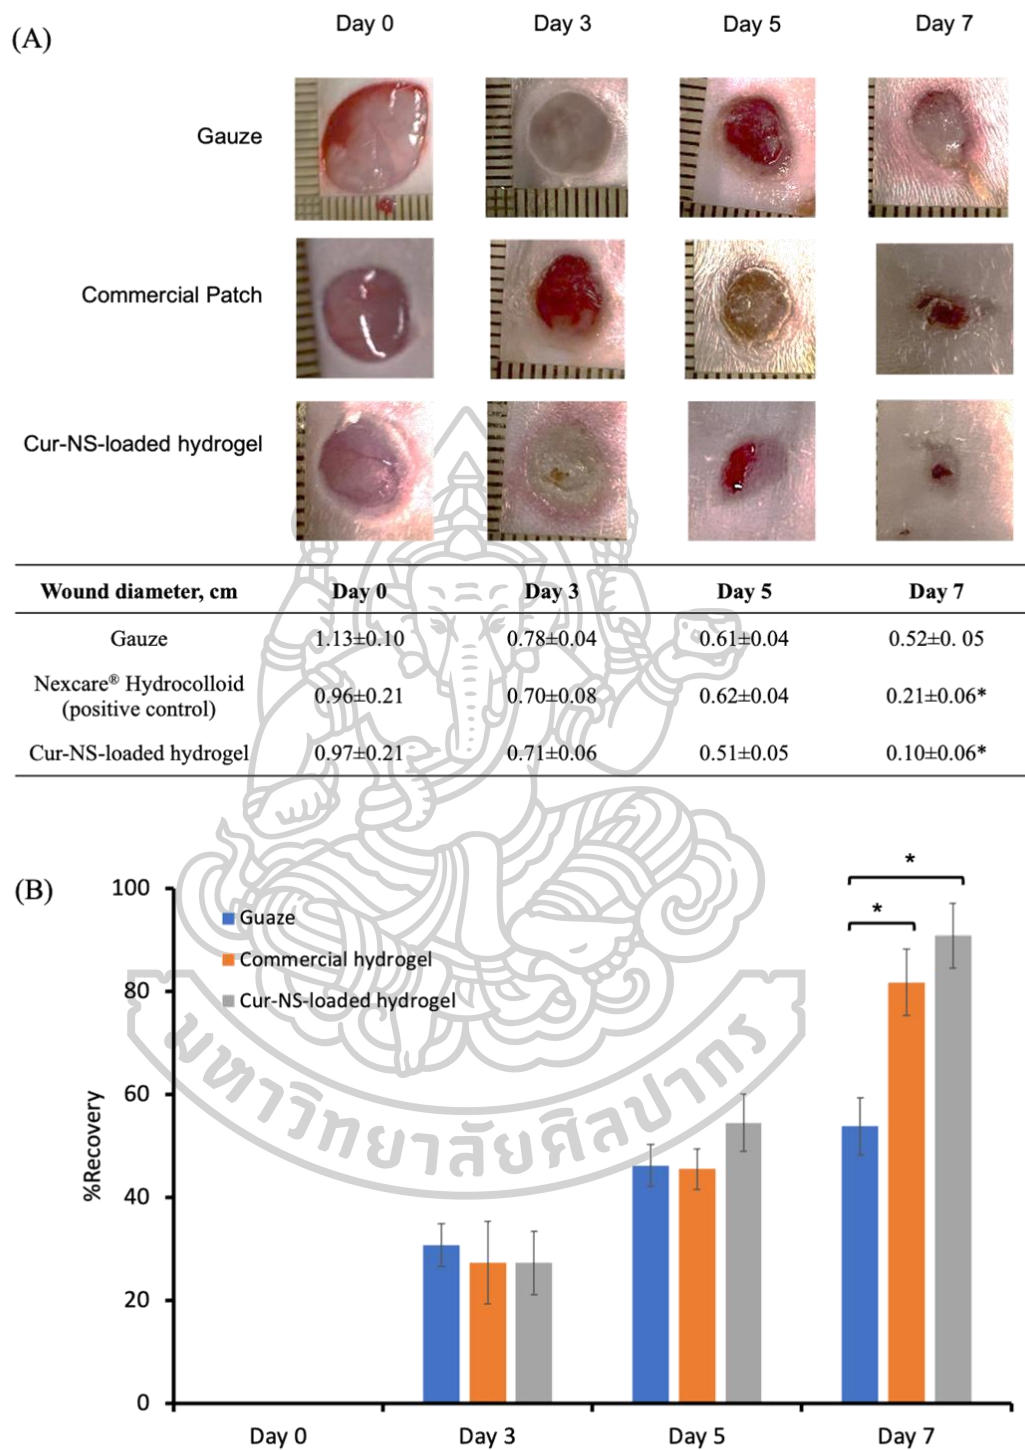 (A)
Day 0 Day 3 Day 5 Day 7
Gauze
Commercial Patch
Cur-NS-loaded hydrogel
Wound diameter, cm Day 0 Day 3 Day 5 Day 7
Gauze 1.13±0.10 0.78±0.04 0.61±0.04 0.52±0. 05
Nexcare® Hydrocolloid
(positive control) 0.96±0.21 0.70±0.08 0.62±0.04 0.21±0.06*
Cur-NS-loaded hydrogel 0.97±0.21 0.71±0.06 0.51±0.05 0.10±0.06*
(B)
%Recovery
100
80
60
40
20
0
Guaze
Commercial hydrogel
Cur-NS-loaded hydrogel
*
*
Day 0 Day 3 Day 5 Day 7
มหาวิทยาลัยศิลปากร